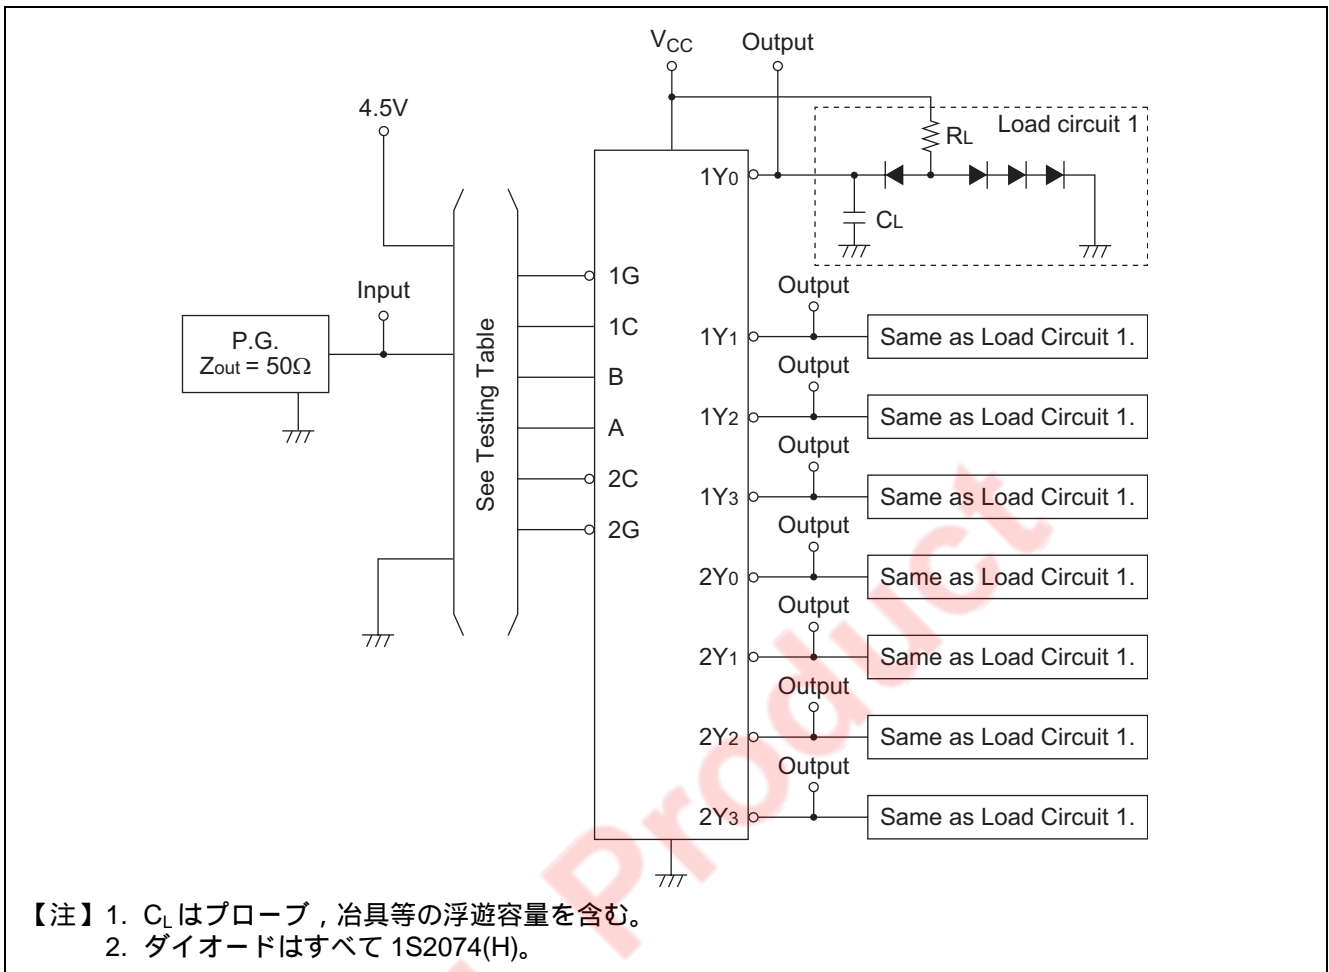 VCC Output
4.5V
Load circuit 1
RL
1Y0
CL
Output
1G
Input
1C
1Y1
Same as Load Circuit 1.
P.G.
Zout = 50Ω
See Testing Table
Output
B
1Y2
Same as Load Circuit 1.
A
Output
2C
1Y3
Same as Load Circuit 1.
Output
2G
2Y0
Same as Load Circuit 1.
Output
2Y1
Same as Load Circuit 1.
Output
2Y2
Same as Load Circuit 1.
Output
2Y3
Same as Load Circuit 1.
Product
【注】1. CLはプローブ,冶具等の浮遊容量を含む。
2. ダイオードはすべて 1S2074(H)。